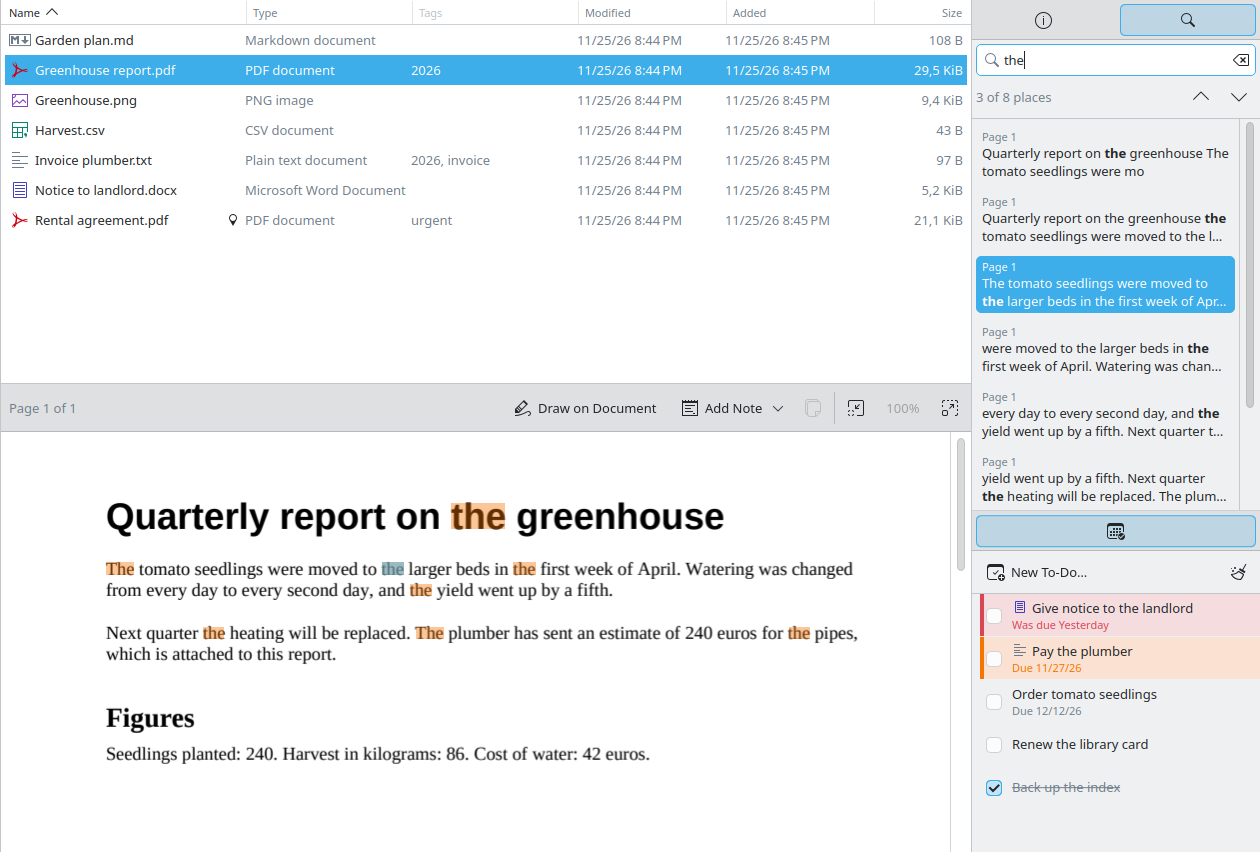 Name Type Tags Modified Added Size
Garden plan.md Markdown document 11/25/26 8:44 PM 11/25/26 8:45 PM 108 B
Greenhouse report.pdf PDF document 2026 11/25/26 8:44 PM 11/25/26 8:45 PM 29,5 KiB
Greenhouse.png PNG image 11/25/26 8:44 PM 11/25/26 8:45 PM 9,4 KiB
Harvest.csv CSV document 11/25/26 8:44 PM 11/25/26 8:45 PM 43 B
Invoice plumber.txt Plain text document 2026, invoice 11/25/26 8:44 PM 11/25/26 8:45 PM 97 B
Notice to landlord.docx Microsoft Word Document 11/25/26 8:44 PM 11/25/26 8:45 PM 5,2 KiB
Rental agreement.pdf PDF document urgent 11/25/26 8:44 PM 11/25/26 8:45 PM 21,1 KiB
Page 1 of 1 Draw on Document Add Note 100%
Quarterly report on the greenhouse
The tomato seedlings were moved to the larger beds in the first week of April. Watering was changed
from every day to every second day, and the yield went up by a fifth.
Next quarter the heating will be replaced. The plumber has sent an estimate of 240 euros for the pipes,
which is attached to this report.
Figures
Seedlings planted: 240. Harvest in kilograms: 86. Cost of water: 42 euros.
the
3 of 8 places
Page 1
Quarterly report on the greenhouse The
tomato seedlings were mo
Page 1
Quarterly report on the greenhouse the
tomato seedlings were moved to the l...
Page 1
The tomato seedlings were moved to
the larger beds in the first week of Apr...
Page 1
were moved to the larger beds in the
first week of April. Watering was chan...
Page 1
every day to every second day, and the
yield went up by a fifth. Next quarter t...
Page 1
yield went up by a fifth. Next quarter
the heating will be replaced. The plum...
New To-Do...
Give notice to the landlord
Was due Yesterday
Pay the plumber
Due 11/27/26
Order tomato seedlings
Due 12/12/26
Renew the library card
Back up the index